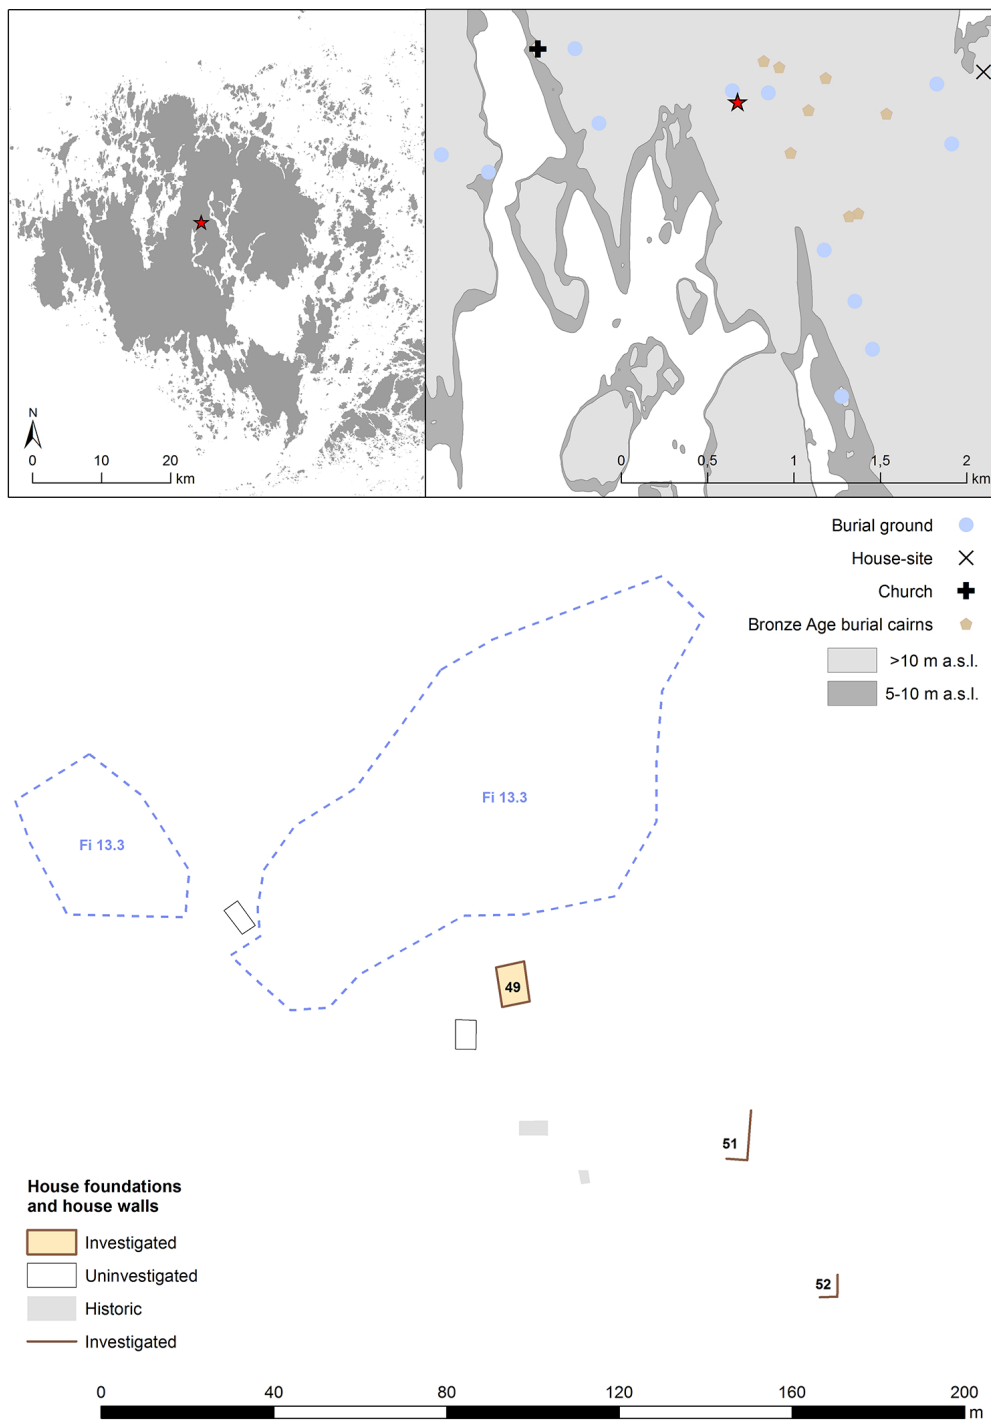 N
0 10 20
km
0 0,5 1 1,5 2
km
Burial ground
House-site
Church
Bronze Age burial cairns
>10 m a.s.l.
5-10 m a.s.l.
Fi 13.3
Fi 13.3
49
51
52
House foundations
and house walls
Investigated
Uninvestigated
Historic
Investigated
0 40 80 120 160 200
m